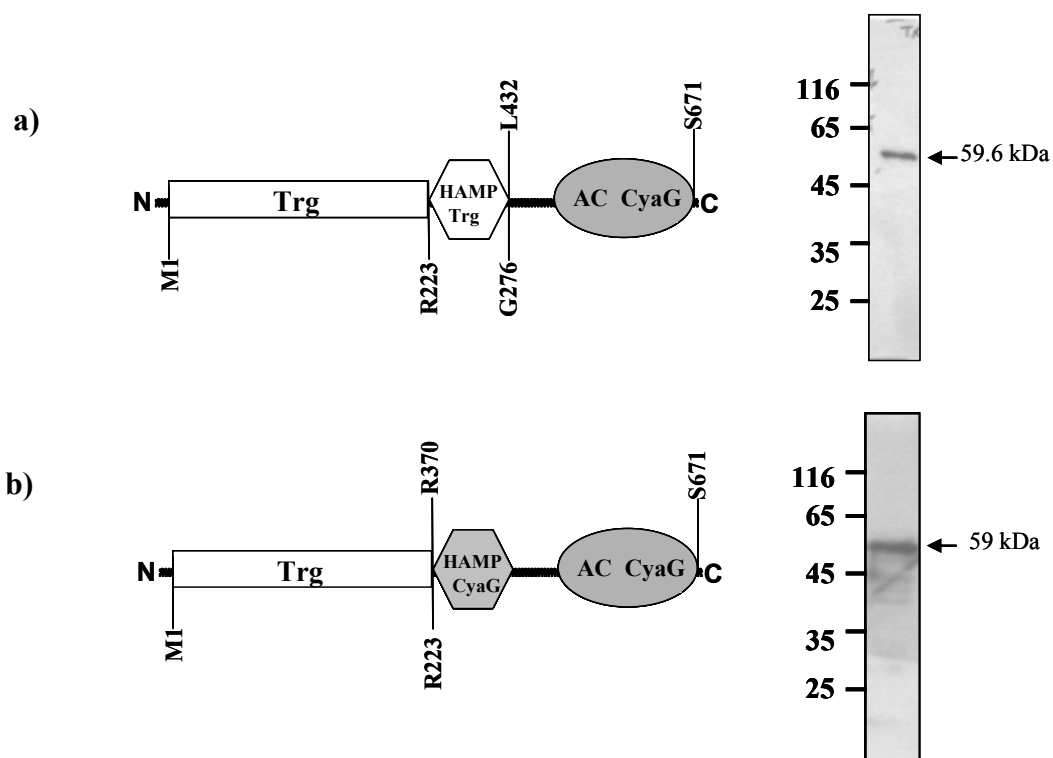 a)
L432
S671
N
Trg
HAMP
Trg
AC CyaG
C
M1
R223
G276
116
65
45
35
25
59.6 kDa
b)
R370
S671
N
Trg
HAMP
CyaG
AC CyaG
C
M1
R223
116
65
45
35
25
59 kDa